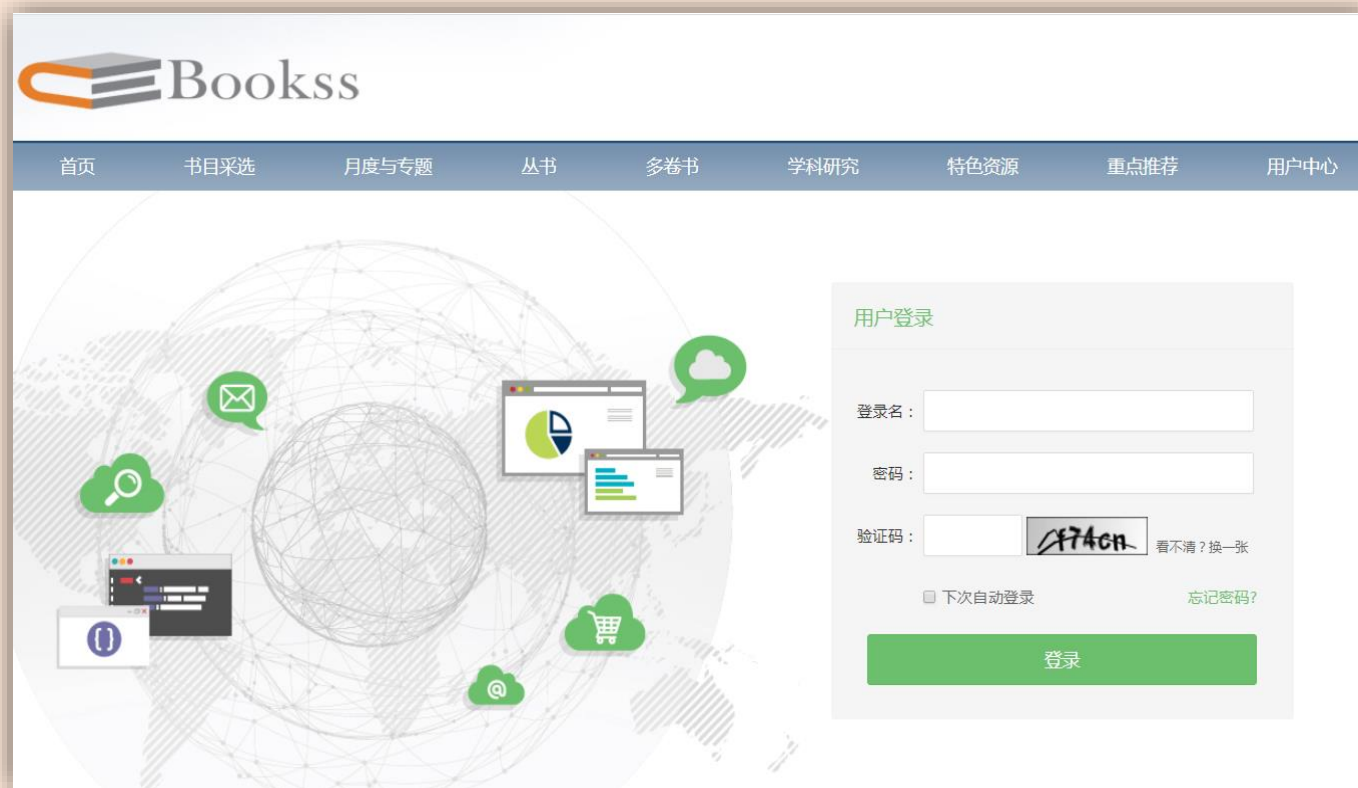 Bookss
首页 书目采选 月度与专题 丛书 多卷书 学科研究 特色资源 重点推荐 用户中心
用户登录
登录名：
密码：
验证码： 看不清？换一张
下次自动登录 忘记密码?
登录